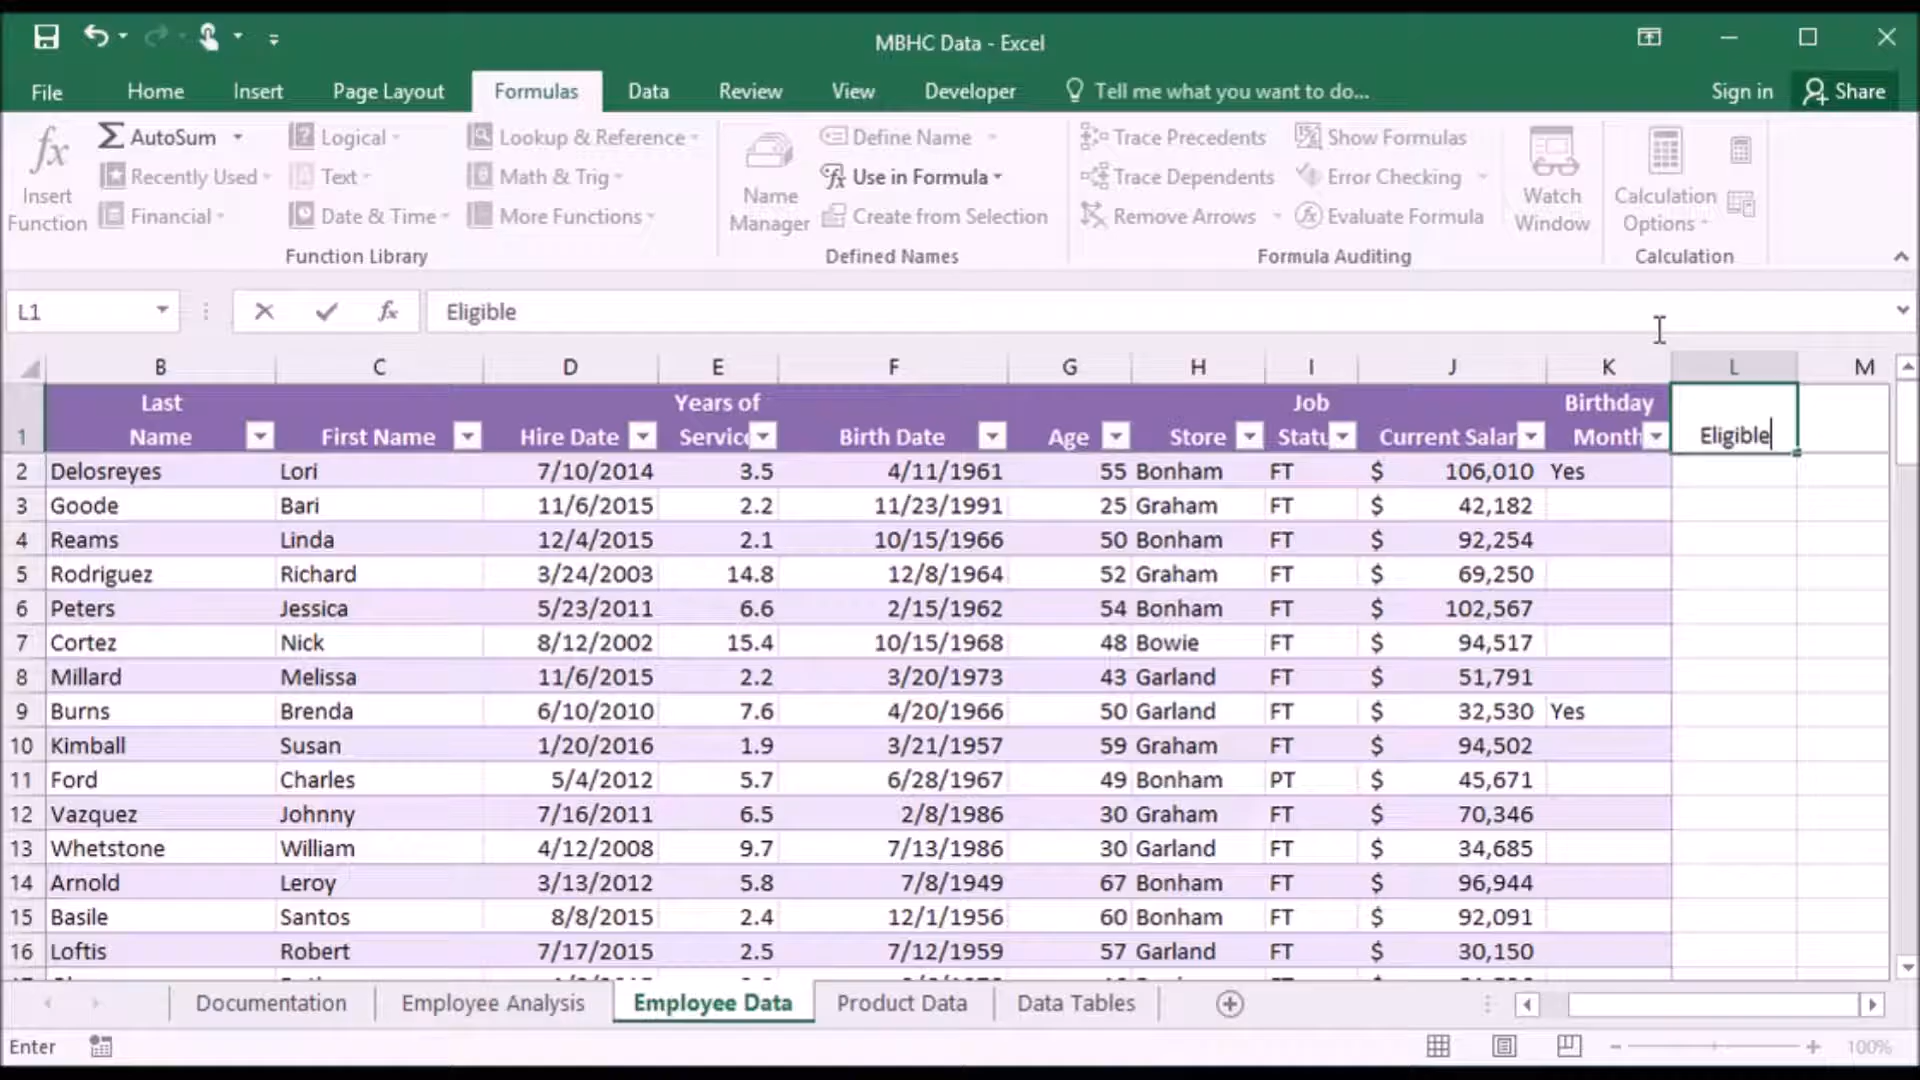 MBHC Data - Excel
File Home Insert Page Layout Formulas Data Review View Developer Tell me what you want to do... Sign in Share
AutoSum Logical Lookup & Reference Define Name Trace Precedents Show Formulas
Recently Used Text Math & Trig Use in Formula Trace Dependents Error Checking
Financial Date & Time More Functions Create from Selection Remove Arrows Evaluate Formula
Insert Function
Name Manager
Watch Window
Calculation Options
Function Library Defined Names Formula Auditing Calculation
L1 fx Eligible
B C D E F G H I J K L M
Last Name First Name Hire Date Years of Servic Birth Date Age Store Job Statu Current Salar Birthday Month Eligible
1
2 Delosreyes Lori 7/10/2014 3.5 4/11/1961 55 Bonham FT $ 106,010 Yes
3 Goode Bari 11/6/2015 2.2 11/23/1991 25 Graham FT $ 42,182
4 Reams Linda 12/4/2015 2.1 10/15/1966 50 Bonham FT $ 92,254
5 Rodriguez Richard 3/24/2003 14.8 12/8/1964 52 Graham FT $ 69,250
6 Peters Jessica 5/23/2011 6.6 2/15/1962 54 Bonham FT $ 102,567
7 Cortez Nick 8/12/2002 15.4 10/15/1968 48 Bowie FT $ 94,517
8 Millard Melissa 11/6/2015 2.2 3/20/1973 43 Garland FT $ 51,791
9 Burns Brenda 6/10/2010 7.6 4/20/1966 50 Garland FT $ 32,530 Yes
10 Kimball Susan 1/20/2016 1.9 3/21/1957 59 Graham FT $ 94,502
11 Ford Charles 5/4/2012 5.7 6/28/1967 49 Bonham PT $ 45,671
12 Vazquez Johnny 7/16/2011 6.5 2/8/1986 30 Graham FT $ 70,346
13 Whetstone William 4/12/2008 9.7 7/13/1986 30 Garland FT $ 34,685
14 Arnold Leroy 3/13/2012 5.8 7/8/1949 67 Bonham FT $ 96,944
15 Basile Santos 8/8/2015 2.4 12/1/1956 60 Bonham FT $ 92,091
16 Loftis Robert 7/17/2015 2.5 7/12/1959 57 Garland FT $ 30,150
Documentation Employee Analysis Employee Data Product Data Data Tables
Enter 100%